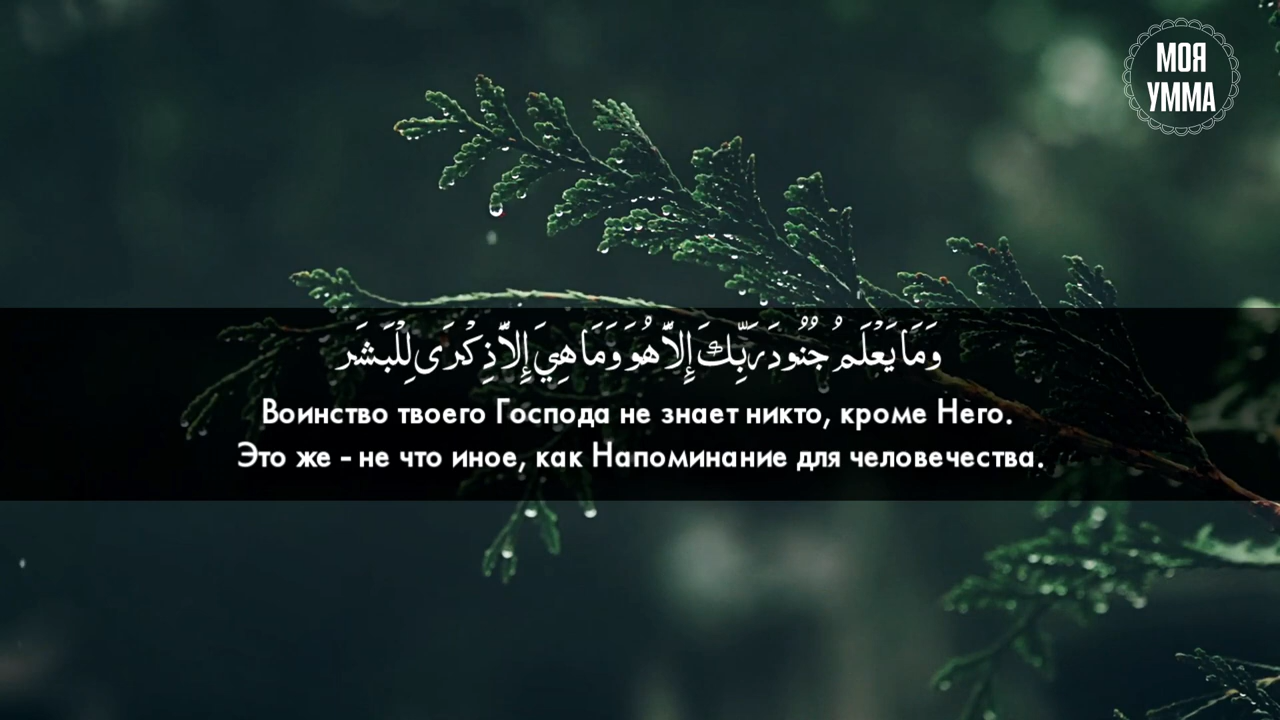 МОЯ
УММА
وَمَا يَعْلَمُ جُنُودَ رَبِّكَ إِلَّا هُوَ وَمَا هِيَ إِلَّا ذِكْرَى لِلْبَشَرِ
Воинство твоего Господа не знает никто, кроме Него.
Это же - не что иное, как Напоминание для человечества.